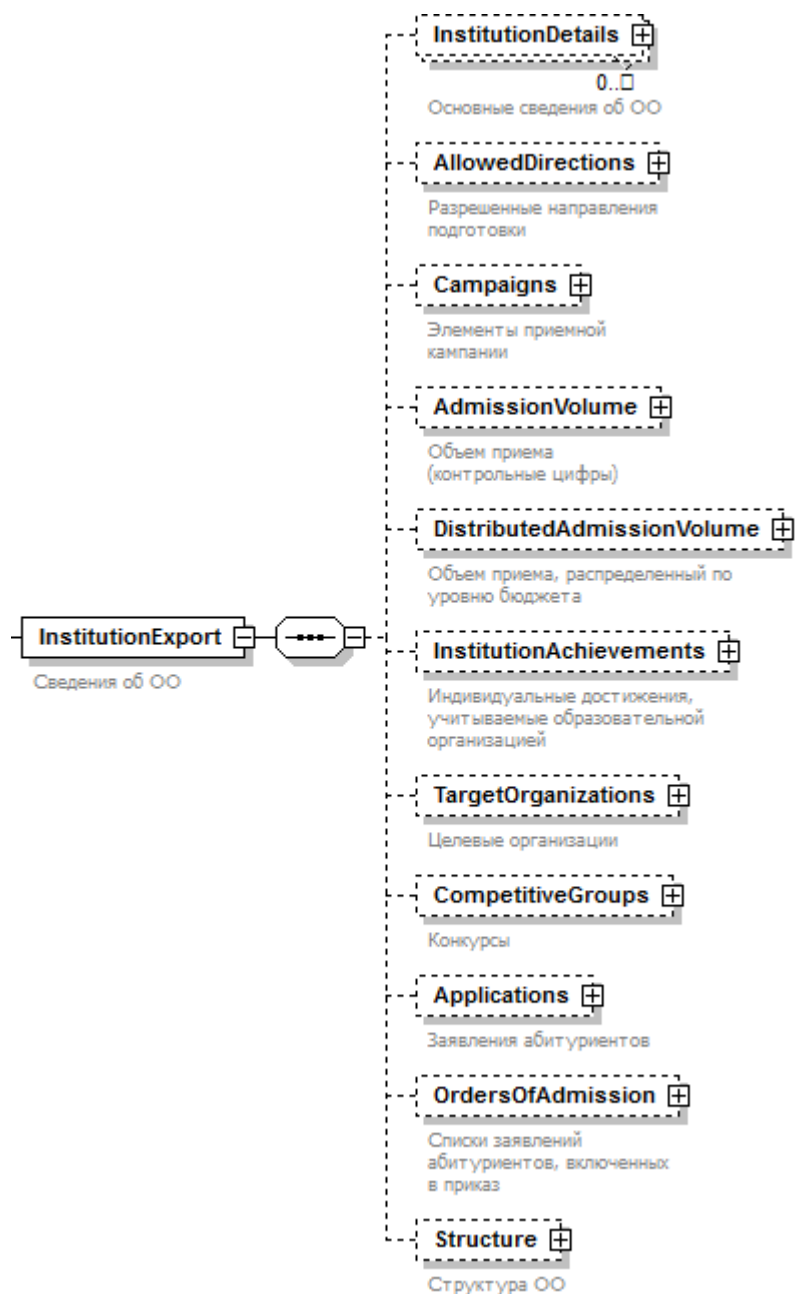 InstitutionDetails
0..□
Основные сведения об ОО
AllowedDirections
Разрешенные направления
подготовки
Campaigns
Элементы приемной
кампании
AdmissionVolume
Объем приема
(контрольные цифры)
DistributedAdmissionVolume
Объем приема, распределенный по
уровню бюджета
InstitutionExport
Сведения об ОО
InstitutionAchievements
Индивидуальные достижения,
учитываемые образовательной
организацией
TargetOrganizations
Целевые организации
CompetitiveGroups
Конкурсы
Applications
Заявления абитуриентов
OrdersOfAdmission
Списки заявлений
абитуриентов, включенных
в приказ
Structure
Структура ОО